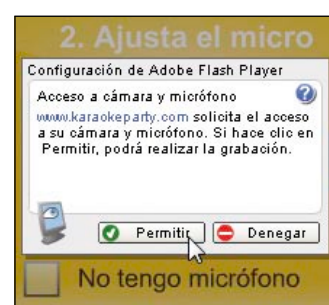 2. Ajusta el micro
Configuración de Adobe Flash Player
Acceso a cámara y micrófono
www.karaokeparty.com solicita el acceso
a su cámara y micrófono. Si hace clic en
Permitir, podrá realizar la grabación.
Permitir Denegar
No tengo micrófono